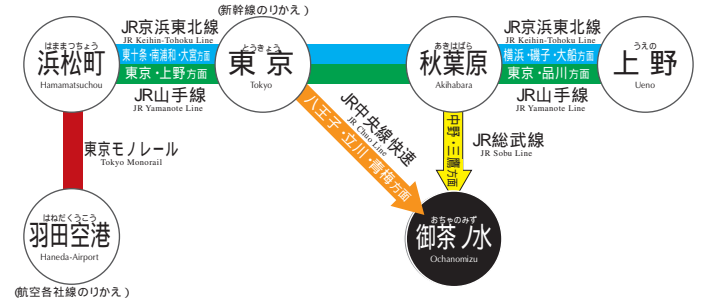 (新幹線のりかえ)
JR京浜東北線
JR Keihin-Tohoku Line
JR京浜東北線
JR Keihin-Tohoku Line
はままつちょう
浜松町
Hamamatsuchou
東十条・南浦和・大宮方面
東京・上野方面
とうきょう
東京
Tokyo
あきはばら
秋葉原
Akihabara
横浜・磯子・大船方面
東京・品川方面
うえの
上野
Ueno
JR山手線
JR Yamanote Line
JR山手線
JR Yamanote Line
東京モノレール
Tokyo Monorail
JR中央線快速
JR Chuo Line
八王子・立川・青梅方面
中野・三鷹方面
JR総武線
JR Sobu Line
はねだくうこう
羽田空港
Haneda-Airport
おちゃのみず
御茶ノ水
Ochanomizu
(航空各社線のりかえ)